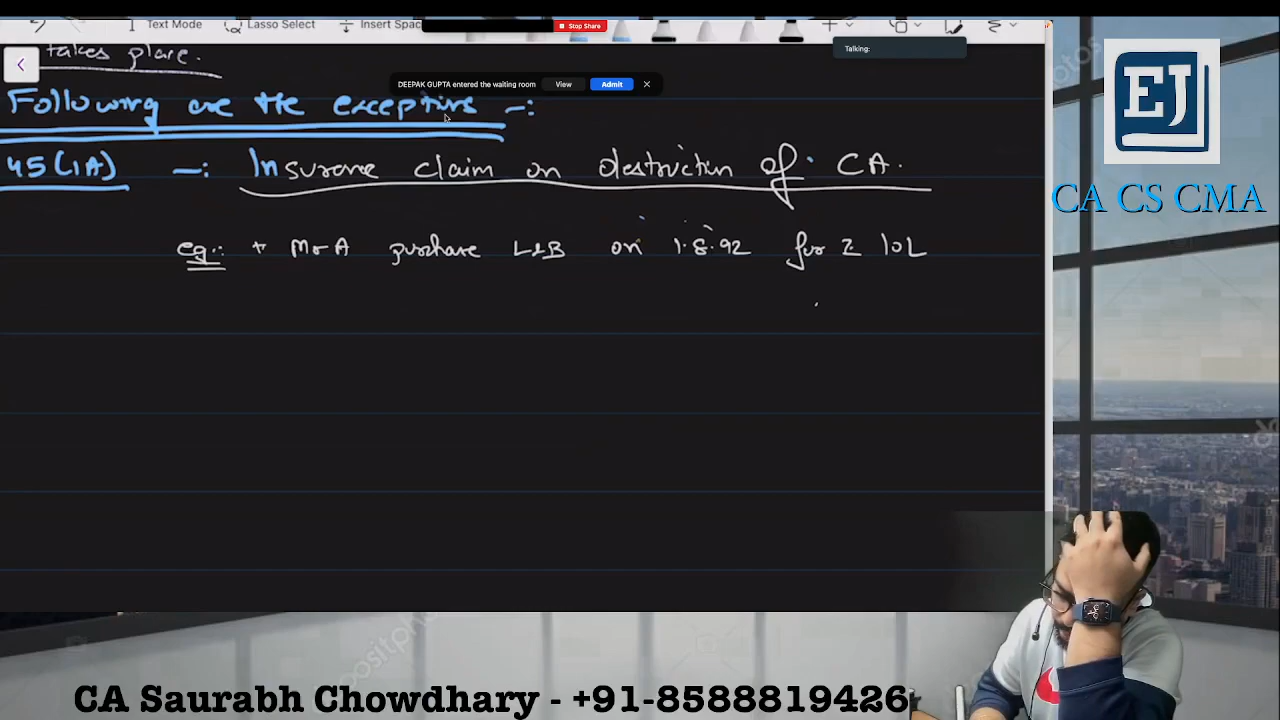 Text Mode Lasso Select Insert Spac Stop Share
takes place.
Talking:
DEEPAK GUPTA entered the waiting room View Admit
Following are the exceptions -:
45(1A) -: Insurance claim on destruction of CA.
eg.: + Mr A purchase L&B on 1.8.92 for ₹ 10L
EJ
CA CS CMA
CA Saurabh Chowdhary - +91-8588819426